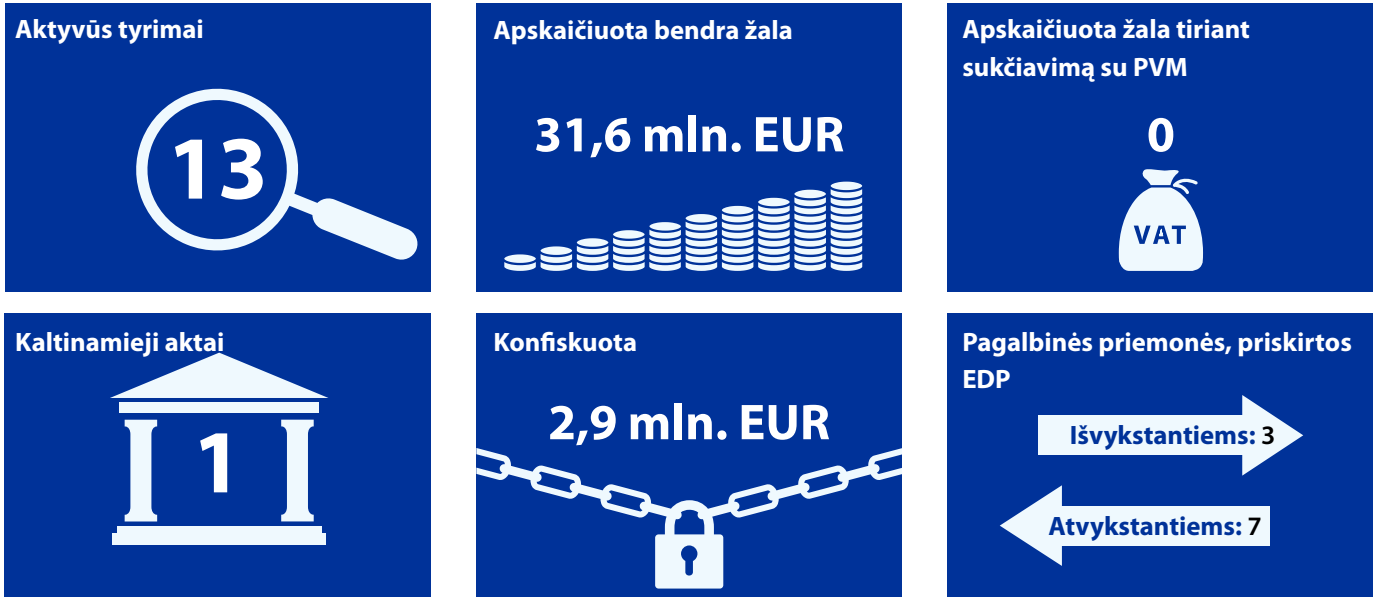 Aktyvūs tyrimai
13
Apskaičiuota bendra žala
31,6 mln. EUR
Apskaičiuota žala tiriant
sukčiavimą su PVM
0
VAT
Kaltinamieji aktai
1
Konfiskuota
2,9 mln. EUR
Pagalbinės priemonės, priskirtos
EDP
Išvykstantiems: 3
Atvykstantiems: 7